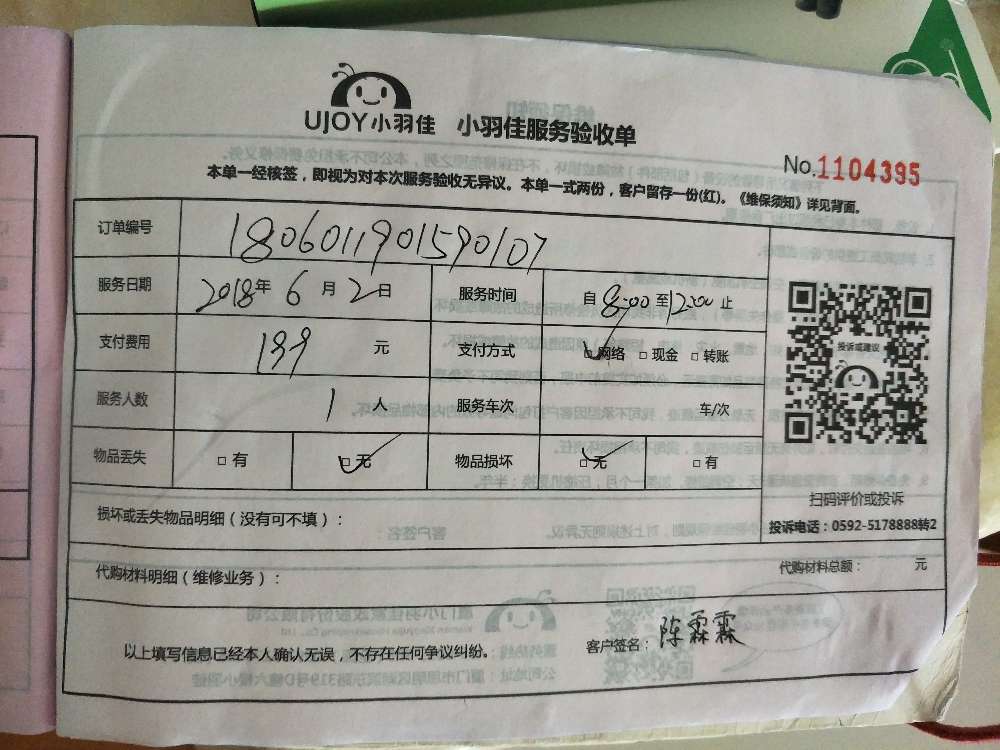 UJOY小羽佳 小羽佳服务验收单
No.1104395
本单一经核签，即视为对本次服务验收无异议。本单一式两份，客户留存一份(红)。《维保须知》详见背面。
订单编号 180601901590107
服务日期 2018年6月2日 服务时间 自8:00至12:00止
支付费用 199元 支付方式 □网络 □现金 □转账
服务人数 1人 服务车次 车/次
物品丢失 □有 □无 物品损坏 □无 □有
投诉或建议
扫码评价或投诉
投诉电话：0592-5178888转2
损坏或丢失物品明细（没有可不填）：
代购材料明细（维修业务）： 代购材料总额： 元
以上填写信息已经本人确认无误，不存在任何争议纠纷。 客户签名：陈霖霖